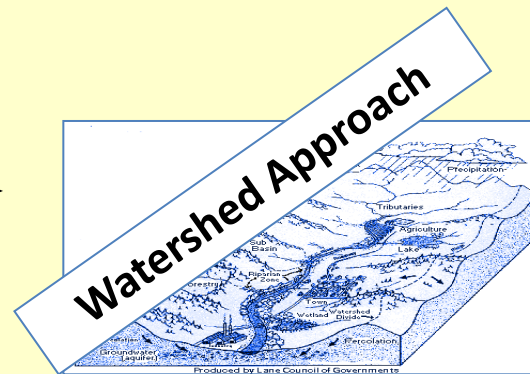 Watershed Approach
Precipitation
Tributaries
Agriculture
Lake
Sub
Basin
Riparian
Zone
Town
Wetland
Watershed
Divide
Percolation
Groundwater
(aquifer)
Produced by Lane Council of Governments